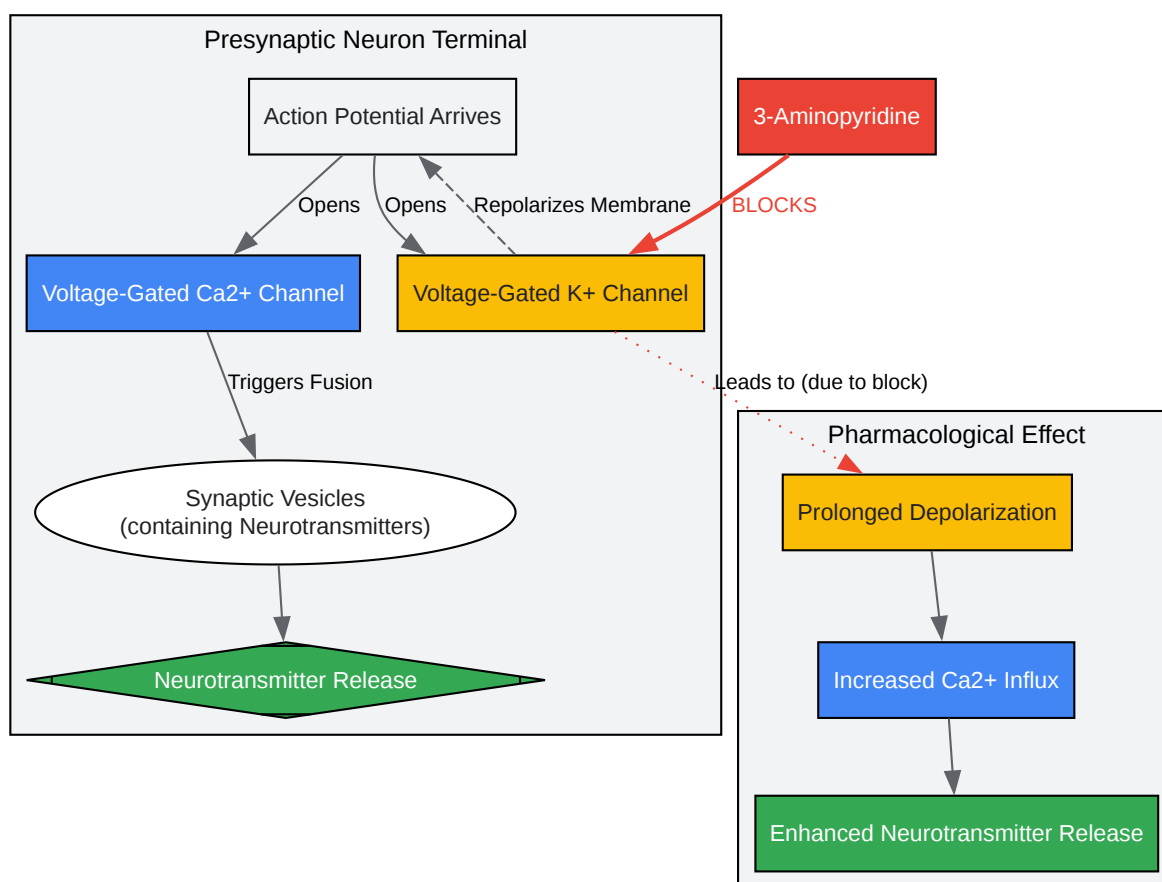 Presynaptic Neuron Terminal
Action Potential Arrives
3-Aminopyridine
Opens
Opens
Repolarizes Membrane
BLOCKS
Voltage-Gated Ca2+ Channel
Voltage-Gated K+ Channel
Triggers Fusion
Leads to (due to block)
Pharmacological Effect
Synaptic Vesicles
(containing Neurotransmitters)
Prolonged Depolarization
Neurotransmitter Release
Increased Ca2+ Influx
Enhanced Neurotransmitter Release